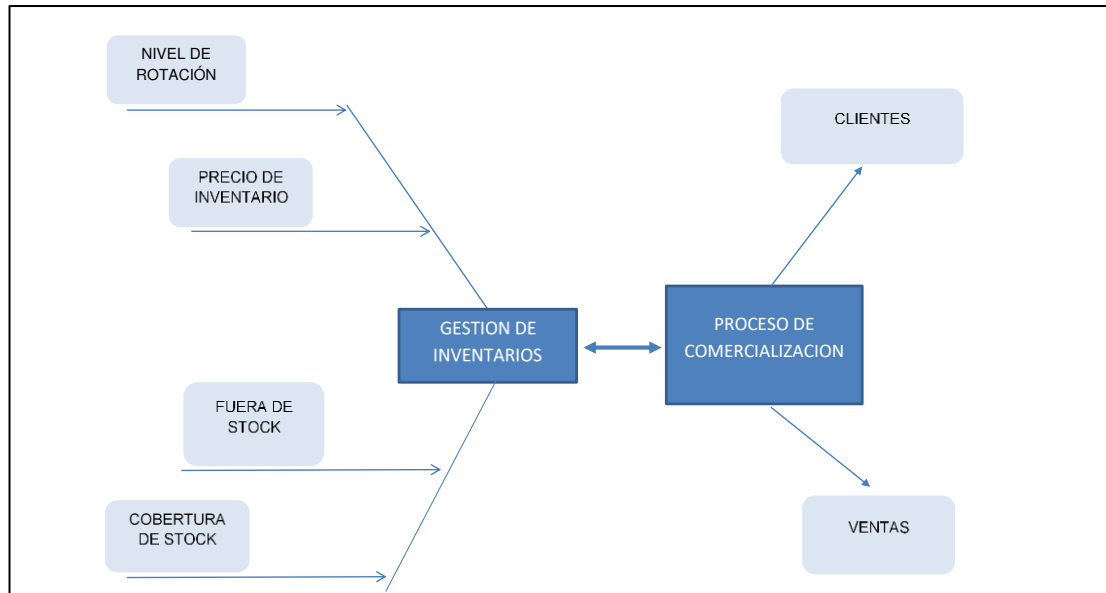 NIVEL DE
ROTACIÓN
PRECIO DE
INVENTARIO
GESTION DE
INVENTARIOS
FUERA DE
STOCK
COBERTURA
DE STOCK
CLIENTES
PROCESO DE
COMERCIALIZACION
VENTAS